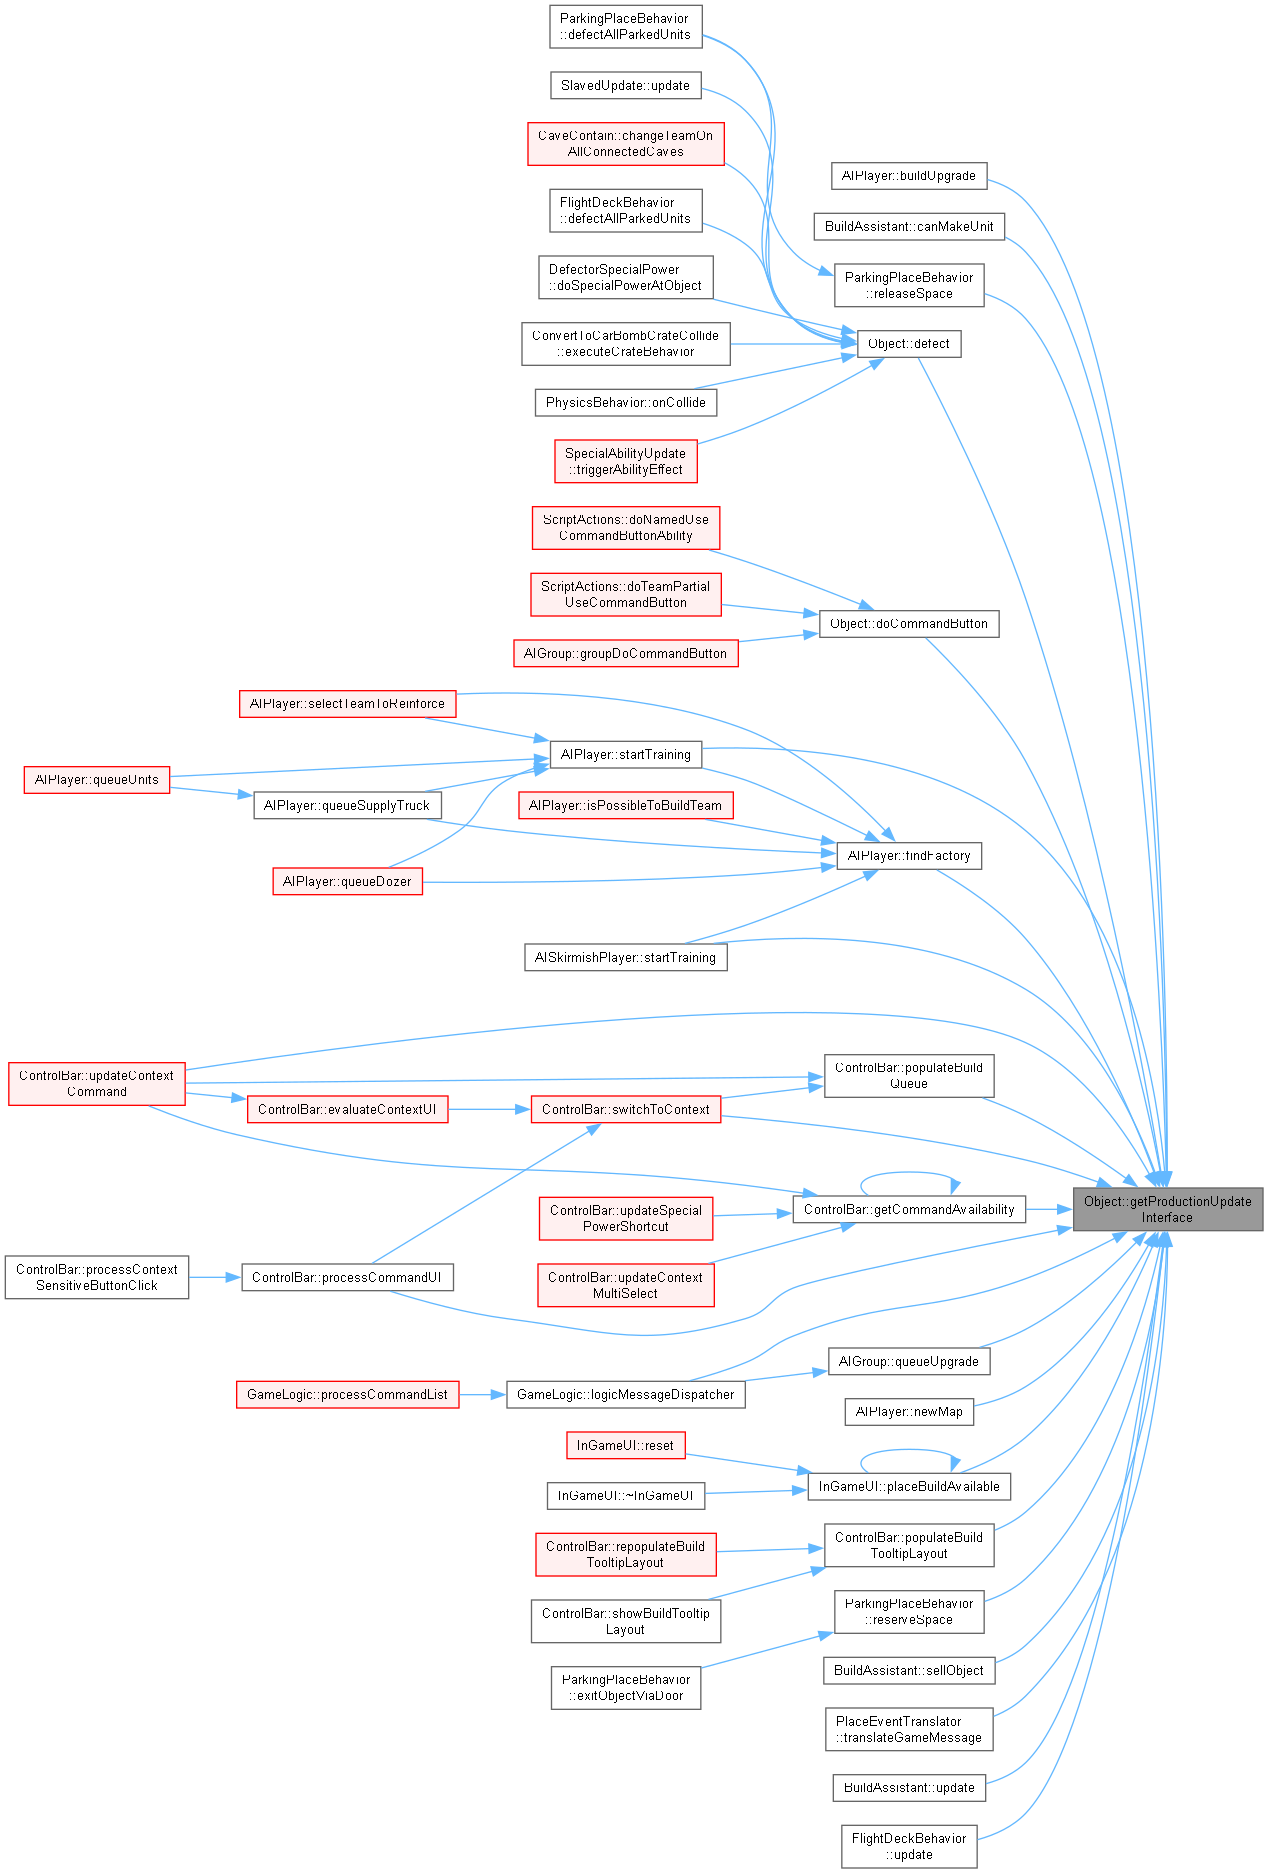 ParkingPlaceBehavior
::defectAllParkedUnits
SlavedUpdate::update
CaveContain::changeTeamOn
AllConnectedCaves
FlightDeckBehavior
::defectAllParkedUnits
DefectorSpecialPower
::doSpecialPowerAtObject
ConvertToCarBombCrateCollide
::executeCrateBehavior
PhysicsBehavior::onCollide
SpecialAbilityUpdate
::triggerAbilityEffect
AIPlayer::buildUpgrade
BuildAssistant::canMakeUnit
ParkingPlaceBehavior
::releaseSpace
Object::defect
ScriptActions::doNamedUse
CommandButtonAbility
ScriptActions::doTeamPartial
UseCommandButton
AIGroup::groupDoCommandButton
Object::doCommandButton
AIPlayer::selectTeamToReinforce
AIPlayer::startTraining
AIPlayer::queueUnits
AIPlayer::queueSupplyTruck
AIPlayer::isPossibleToBuildTeam
AIPlayer::findFactory
AIPlayer::queueDozer
AISkirmishPlayer::startTraining
ControlBar::updateContext
Command
ControlBar::evaluateContextUI
ControlBar::switchToContext
ControlBar::populateBuild
Queue
ControlBar::updateSpecial
PowerShortcut
ControlBar::getCommandAvailability
Object::getProductionUpdate
Interface
ControlBar::processContext
SensitiveButtonClick
ControlBar::processCommandUI
ControlBar::updateContext
MultiSelect
AIGroup::queueUpgrade
GameLogic::processCommandList
GameLogic::logicMessageDispatcher
AIPlayer::newMap
InGameUI::reset
InGameUI::~InGameUI
InGameUI::placeBuildAvailable
ControlBar::repopulateBuild
TooltipLayout
ControlBar::populateBuild
TooltipLayout
ControlBar::showBuildTooltip
Layout
ParkingPlaceBehavior
::reserveSpace
ParkingPlaceBehavior
::exitObjectViaDoor
BuildAssistant::sellObject
PlaceEventTranslator
::translateGameMessage
BuildAssistant::update
FlightDeckBehavior
::update